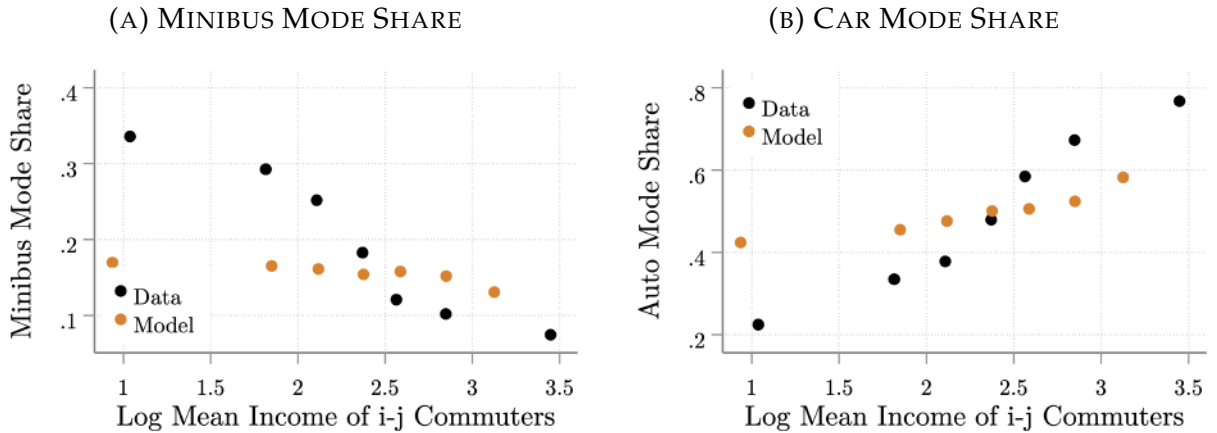 (A) MINIBUS MODE SHARE
Minibus Mode Share
.4
.3
.2
.1
Data
Model
1 1.5 2 2.5 3 3.5
Log Mean Income of i-j Commuters
(B) CAR MODE SHARE
Auto Mode Share
.8
.6
.4
.2
Data
Model
1 1.5 2 2.5 3 3.5
Log Mean Income of i-j Commuters